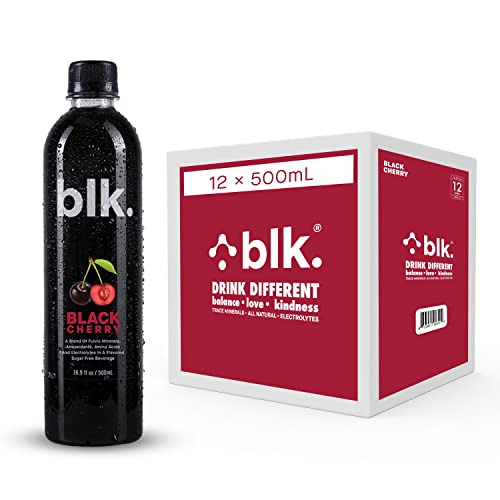 blk.
BLACK
CHERRY
A Blend Of Fulvic Minerals,
Antioxidants, Amino Acids
And Electrolytes In A Flavored
Sugar Free Beverage
16.9 fl oz / 500mL
12 × 500mL
blk.®
DRINK DIFFERENT
balance • love • kindness
TRACE MINERALS • ALL NATURAL • ELECTROLYTES
BLACK
CHERRY
12
blk.
DRINK DIFFERENT
balance • love • kindness